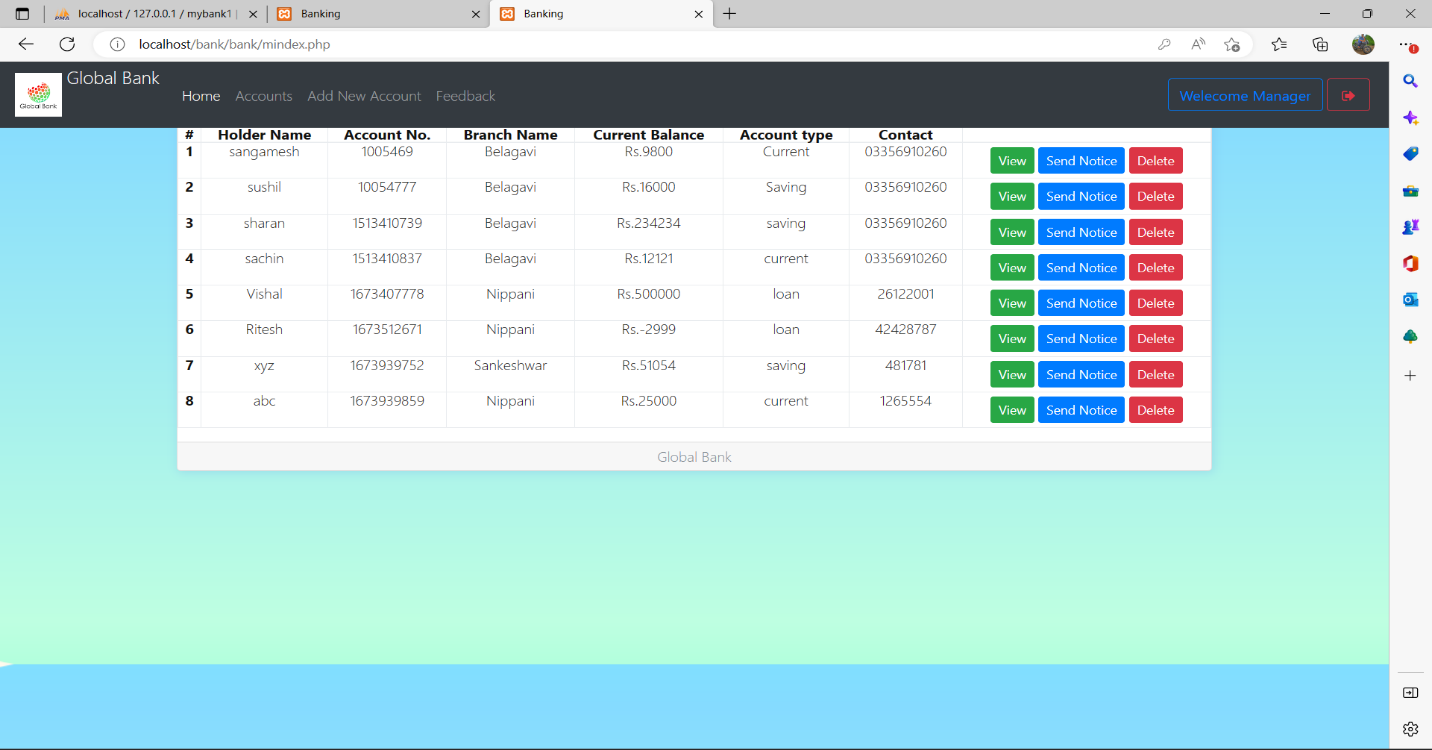 localhost / 127.0.0.1 / mybank1 |
Banking
Banking
localhost/bank/bank/mindex.php
Global Bank
Global Bank
Home Accounts Add New Account Feedback
Welecome Manager
# Holder Name Account No. Branch Name Current Balance Account type Contact
1 sangamesh 1005469 Belagavi Rs.9800 Current 03356910260 View Send Notice Delete
2 sushil 10054777 Belagavi Rs.16000 Saving 03356910260 View Send Notice Delete
3 sharan 1513410739 Belagavi Rs.234234 saving 03356910260 View Send Notice Delete
4 sachin 1513410837 Belagavi Rs.12121 current 03356910260 View Send Notice Delete
5 Vishal 1673407778 Nippani Rs.500000 loan 26122001 View Send Notice Delete
6 Ritesh 1673512671 Nippani Rs.-2999 loan 42428787 View Send Notice Delete
7 xyz 1673939752 Sankeshwar Rs.51054 saving 481781 View Send Notice Delete
8 abc 1673939859 Nippani Rs.25000 current 1265554 View Send Notice Delete
Global Bank